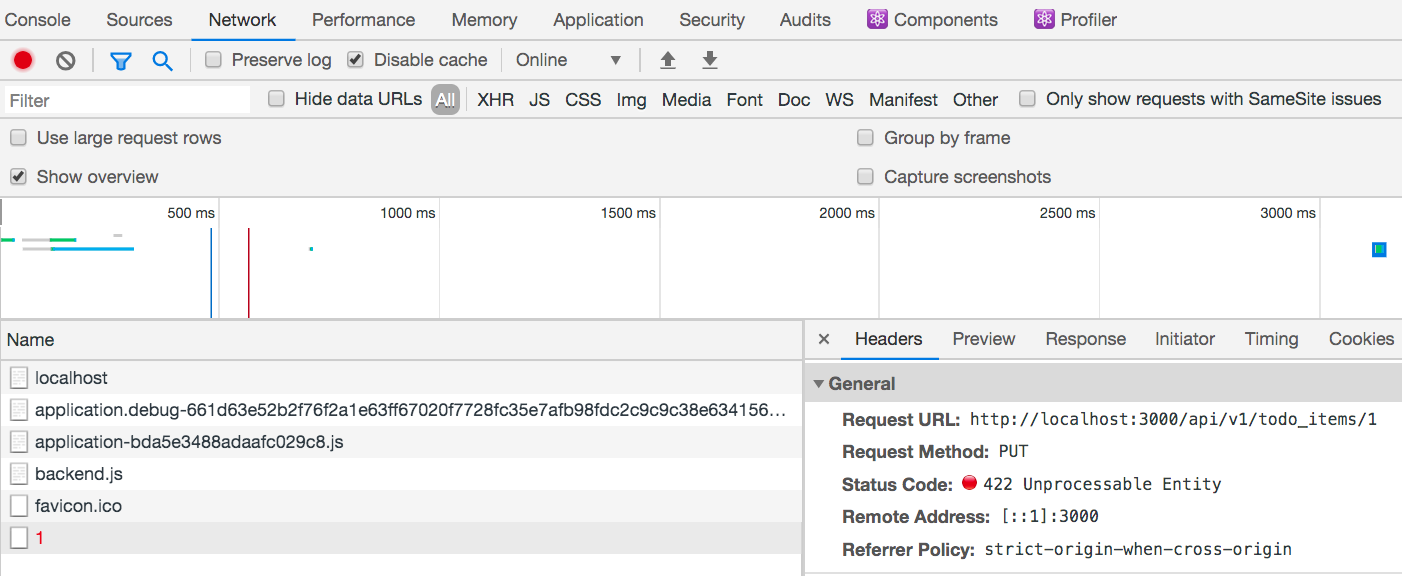 Console Sources Network Performance Memory Application Security Audits Components Profiler
Preserve log Disable cache Online
Filter Hide data URLs All XHR JS CSS Img Media Font Doc WS Manifest Other Only show requests with SameSite issues
Use large request rows Group by frame
Show overview Capture screenshots
500 ms 1000 ms 1500 ms 2000 ms 2500 ms 3000 ms
Name
localhost
application.debug-661d63e52b2f76f2a1e63ff67020f7728fc35e7afb98fdc2c9c9c38e634156…
application-bda5e3488adaafc029c8.js
backend.js
favicon.ico
1
× Headers Preview Response Initiator Timing Cookies
▼ General
Request URL: http://localhost:3000/api/v1/todo_items/1
Request Method: PUT
Status Code: 422 Unprocessable Entity
Remote Address: [::1]:3000
Referrer Policy: strict-origin-when-cross-origin